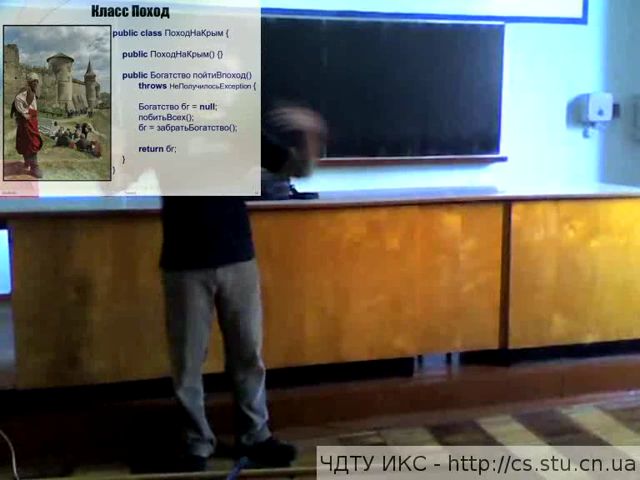 Класс Поход
public class ПоходНаКрым {
public ПоходНаКрым() {}
public Богатство пойтиВпоход()
throws НеПолучилосьException {
Богатство бг = null;
побитьВсех();
бг = забратьБогатство();
return бг;
}
}
ЧДТУ ИКС - http://cs.stu.cn.ua